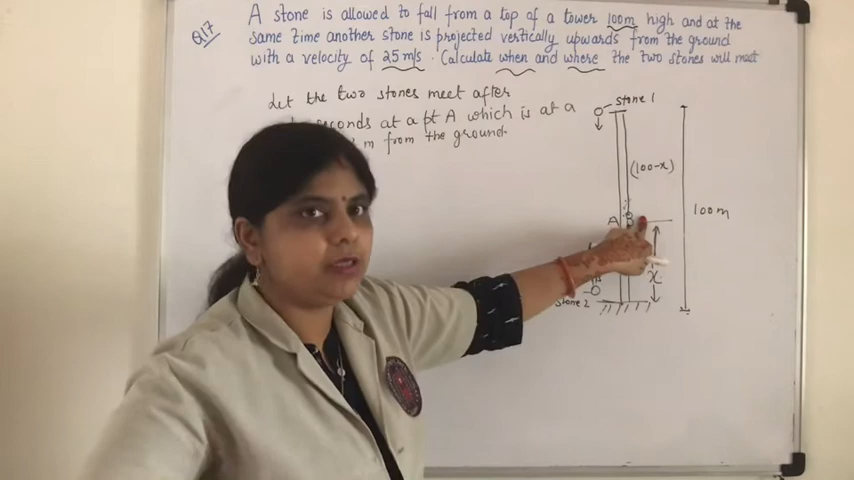 Q17
A stone is allowed to fall from a top of a tower 100m high and at the
same time another stone is projected vertically upwards from the ground
with a velocity of 25 m/s. Calculate when and where the two stones will meet
Let the two stones meet after
seconds at a pt A which is at a
m from the ground.
Stone 1
(100-x)
100m
A
x
Stone 2